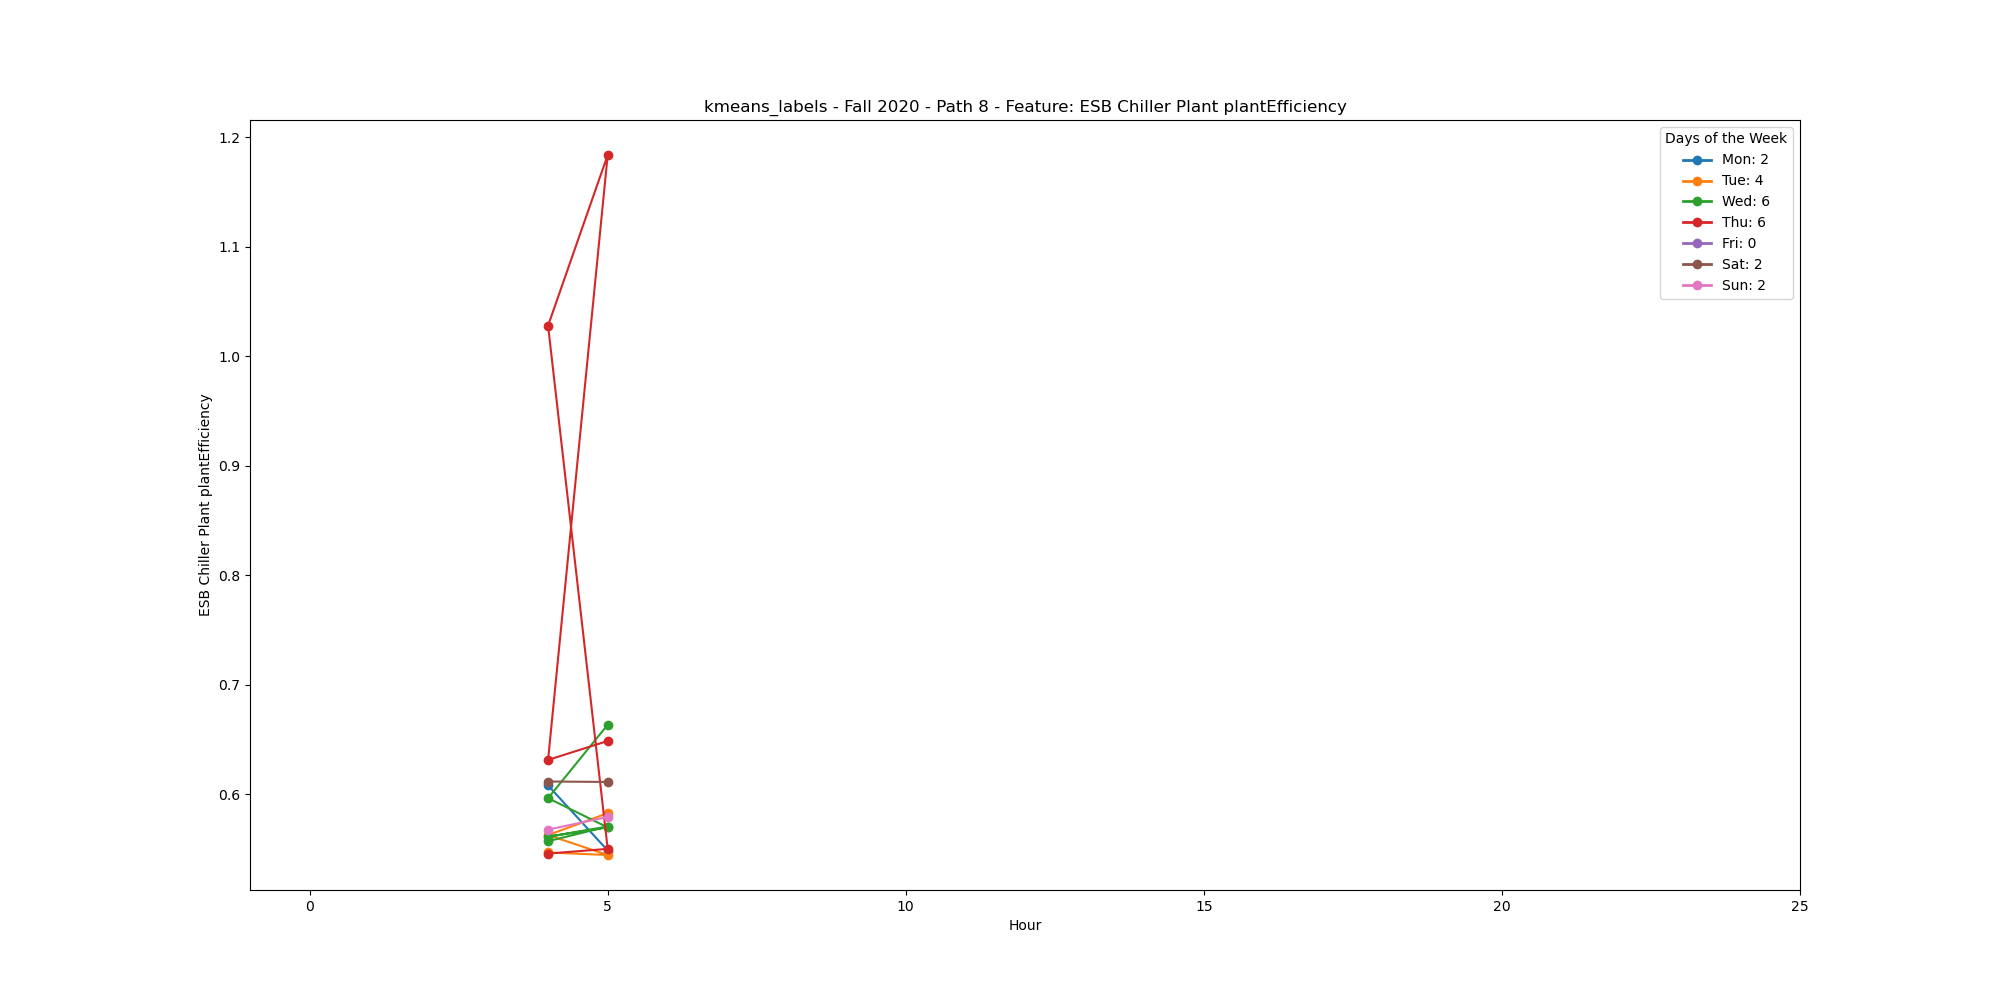 kmeans_labels - Fall 2020 - Path 8 - Feature: ESB Chiller Plant plantEfficiency
Days of the Week
Mon: 2
Tue: 4
Wed: 6
Thu: 6
Fri: 0
Sat: 2
Sun: 2
ESB Chiller Plant plantEfficiency
1.2
1.1
1.0
0.9
0.8
0.7
0.6
0 5 10 15 20 25
Hour